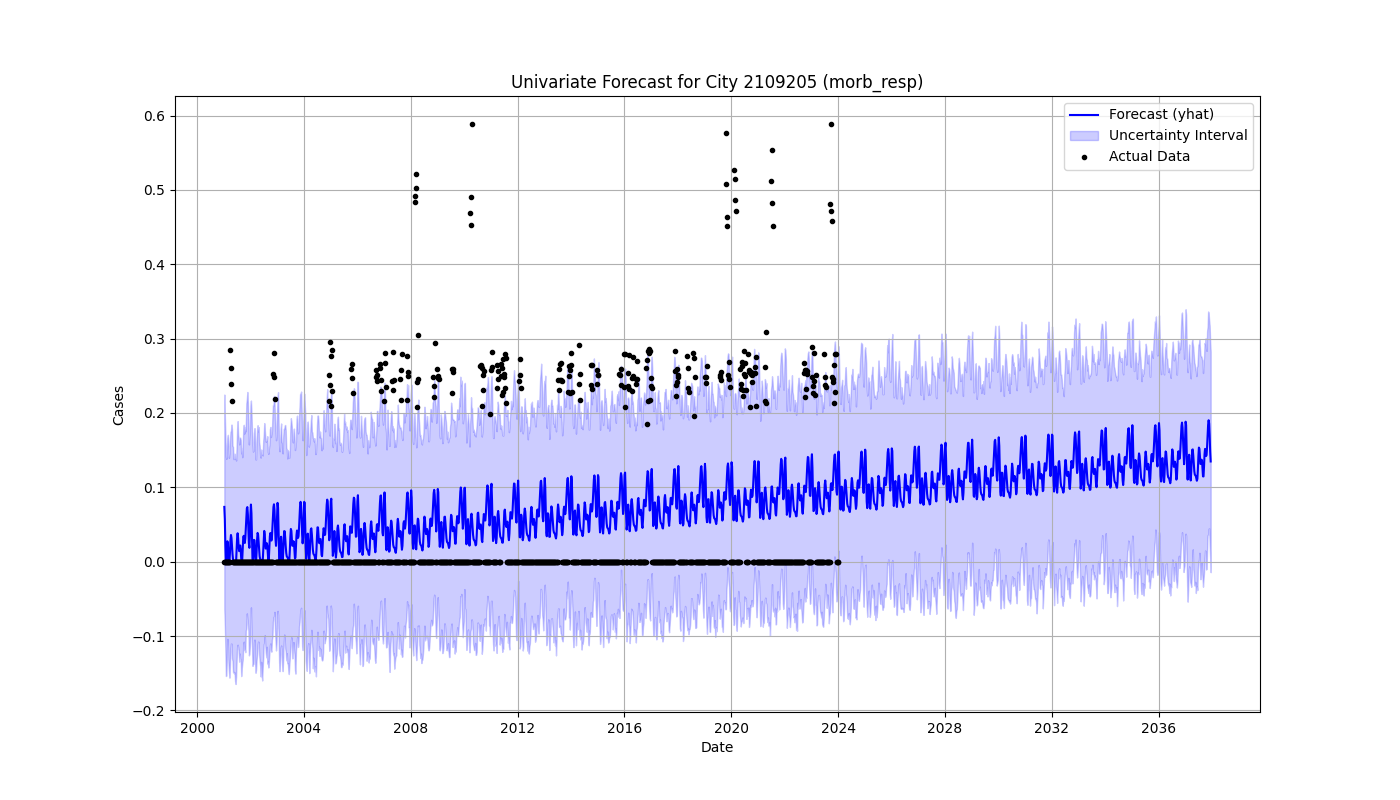 Univariate Forecast for City 2109205 (morb_resp)
Forecast (yhat)
Uncertainty Interval
Actual Data
Cases
0.6
0.5
0.4
0.3
0.2
0.1
0.0
−0.1
−0.2
2000 2004 2008 2012 2016 2020 2024 2028 2032 2036
Date